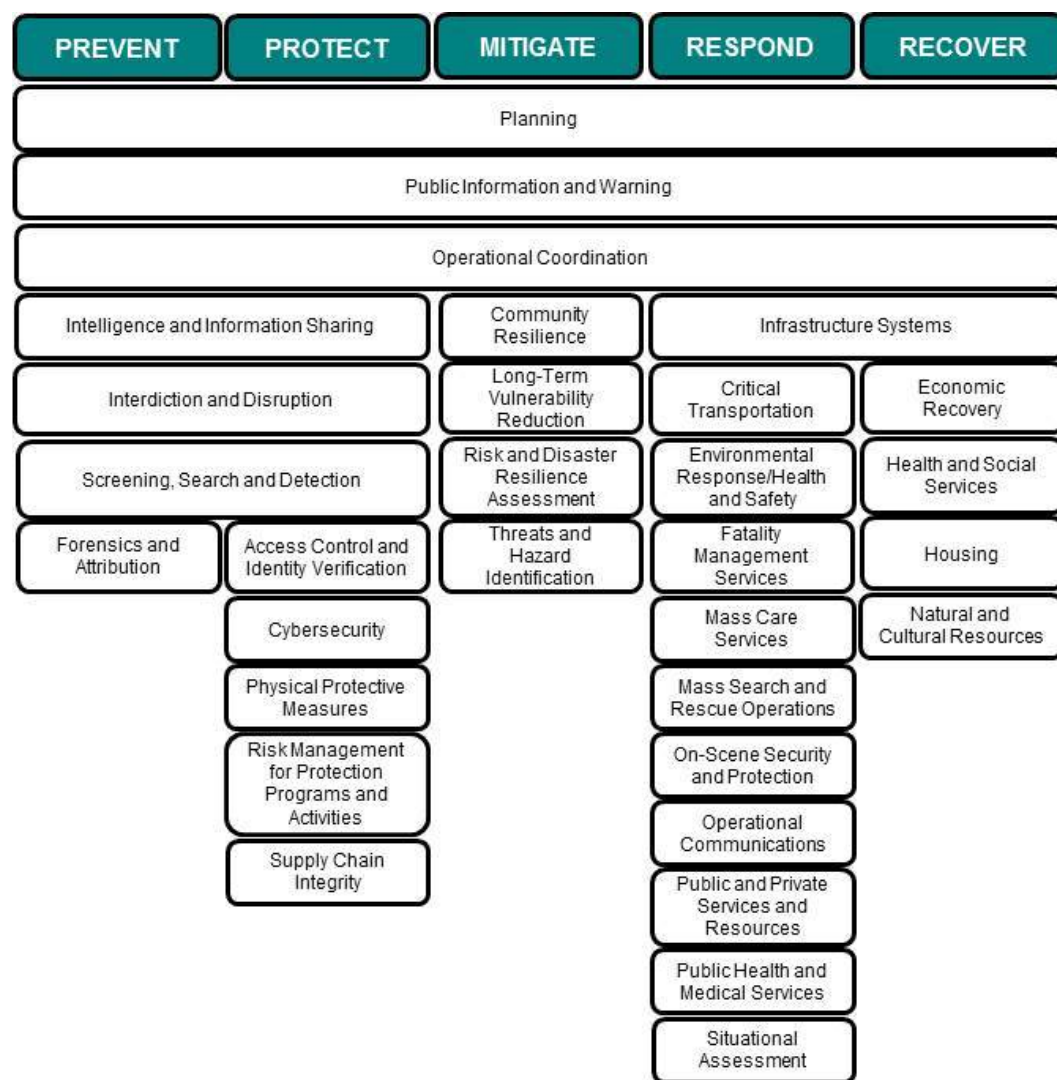 PREVENT
PROTECT
MITIGATE
RESPOND
RECOVER
Planning
Public Information and Warning
Operational Coordination
Intelligence and Information Sharing
Community
Resilience
Infrastructure Systems
Interdiction and Disruption
Long-Term
Vulnerability
Reduction
Critical
Transportation
Economic
Recovery
Screening, Search and Detection
Risk and Disaster
Resilience
Assessment
Environmental
Response/Health
and Safety
Health and Social
Services
Forensics and
Attribution
Access Control and
Identity Verification
Threats and
Hazard
Identification
Fatality
Management
Services
Housing
Cybersecurity
Mass Care
Services
Natural and
Cultural Resources
Physical Protective
Measures
Mass Search and
Rescue Operations
Risk Management
for Protection
Programs and
Activities
On-Scene Security
and Protection
Operational
Communications
Supply Chain
Integrity
Public and Private
Services and
Resources
Public Health and
Medical Services
Situational
Assessment